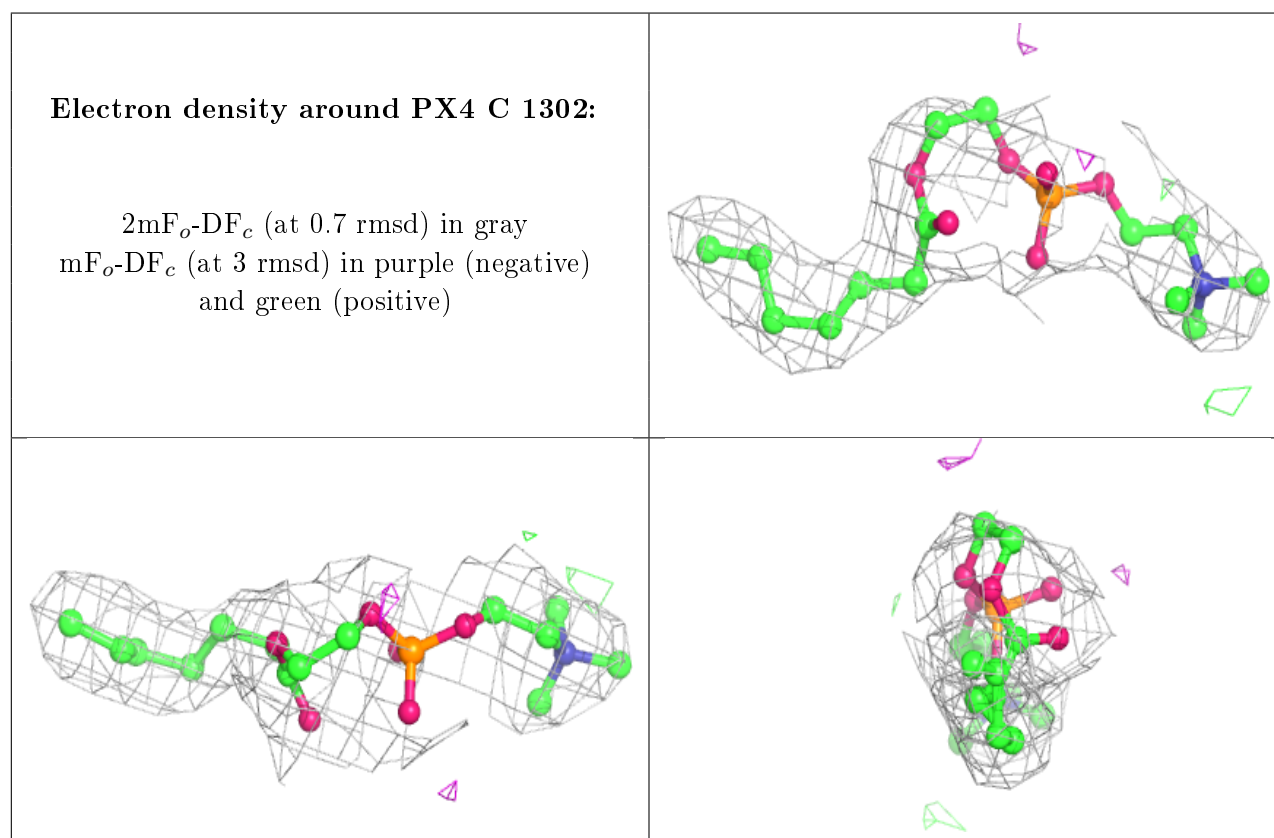 Electron density around PX4 C 1302:
2mFₒ-DF𝒸 (at 0.7 rmsd) in gray
mFₒ-DF𝒸 (at 3 rmsd) in purple (negative)
and green (positive)